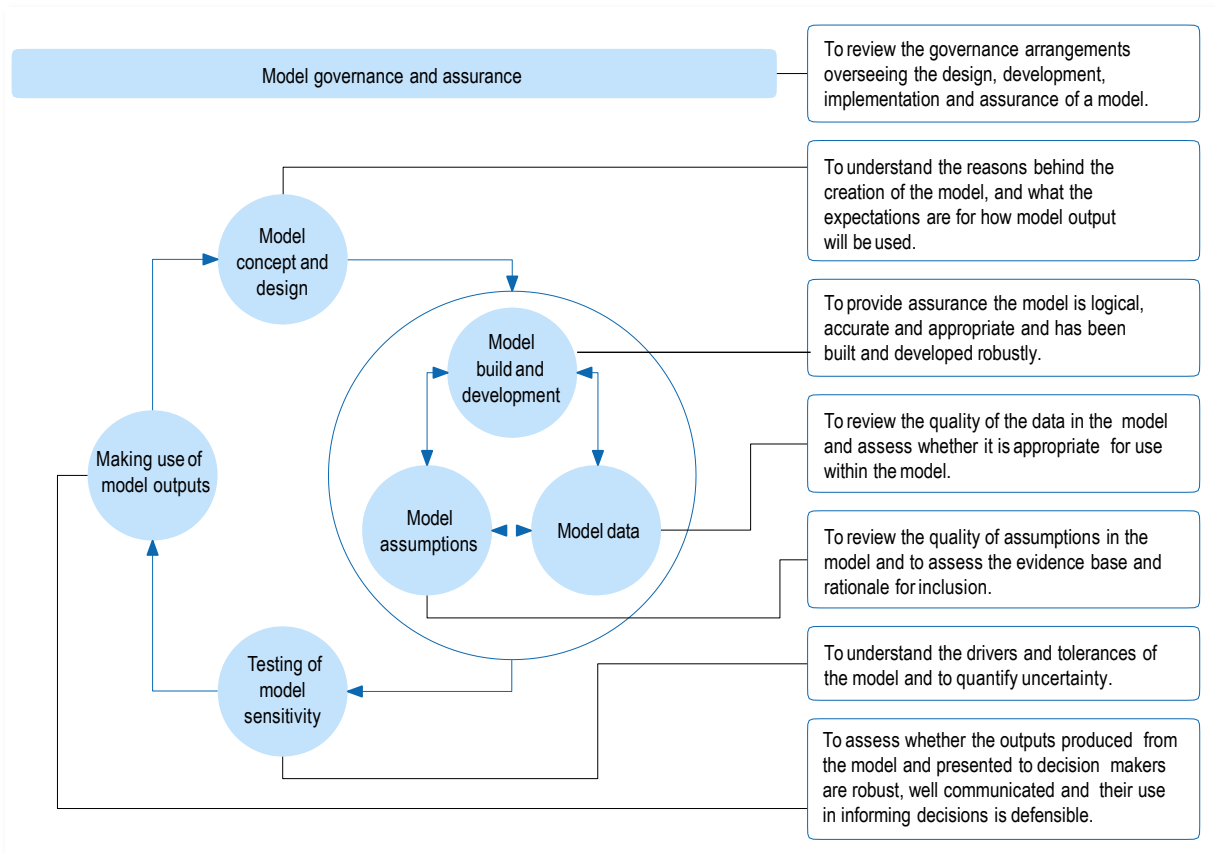 Model governance and assurance
To review the governance arrangements
overseeing the design, development,
implementation and assurance of a model.
To understand the reasons behind the
creation of the model, and what the
expectations are for how model output
will be used.
Model
concept and
design
To provide assurance the model is logical,
accurate and appropriate and has been
built and developed robustly.
Model
build and
development
To review the quality of the data in the model
and assess whether it is appropriate for use
within the model.
Making use of
model outputs
Model
assumptions
Model data
To review the quality of assumptions in the
model and to assess the evidence base and
rationale for inclusion.
Testing of
model
sensitivity
To understand the drivers and tolerances of
the model and to quantify uncertainty.
To assess whether the outputs produced from
the model and presented to decision makers
are robust, well communicated and their use
in informing decisions is defensible.